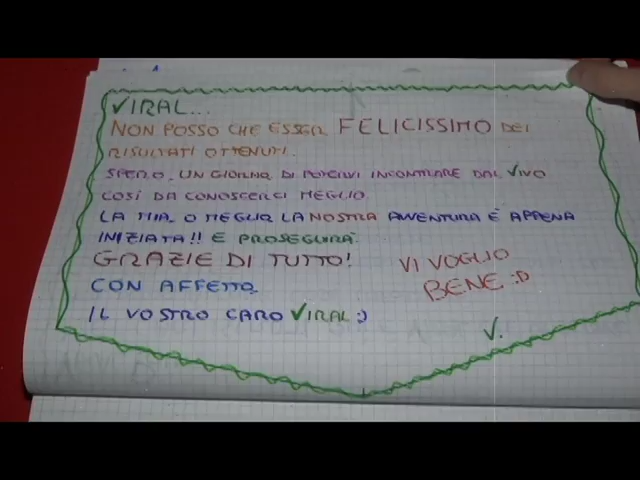 VIRAL...
NON POSSO CHE ESSER FELICISSIMO DEI
RISULTATI OTTENUTI.
SPERO UN GIORNO DI POTERVI INCONTRARE DAL VIVO
COSÍ DA CONOSCERCI MEGLIO
LA MIA, O MEGLIO LA NOSTRA AVVENTURA É APPENA
INIZIATA!! E PROSEGUIRÁ.
GRAZIE DI TUTTO!
VI VOGLIO
BENE :D
CON AFFETTO
IL VOSTRO CARO VIRAL :)
V.